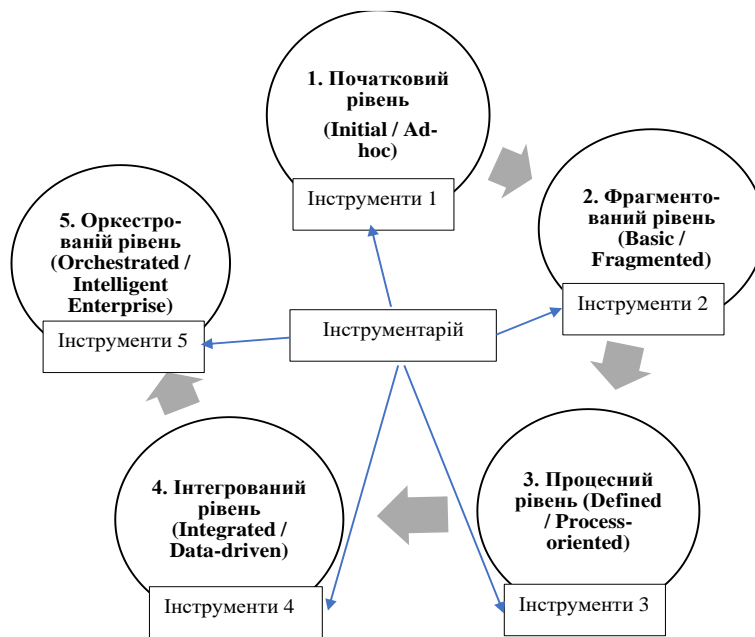 1. Початковий
рівень
(Initial / Ad-
hoc)
Інструменти 1
2. Фрагменто-
ваний рівень
(Basic /
Fragmented)
Інструменти 2
3. Процесний
рівень (Defined
/ Process-
oriented)
Інструменти 3
4. Інтегрований
рівень
(Integrated /
Data-driven)
Інструменти 4
5. Оркестро-
ваній рівень
(Orchestrated /
Intelligent
Enterprise)
Інструменти 5
Інструментарій